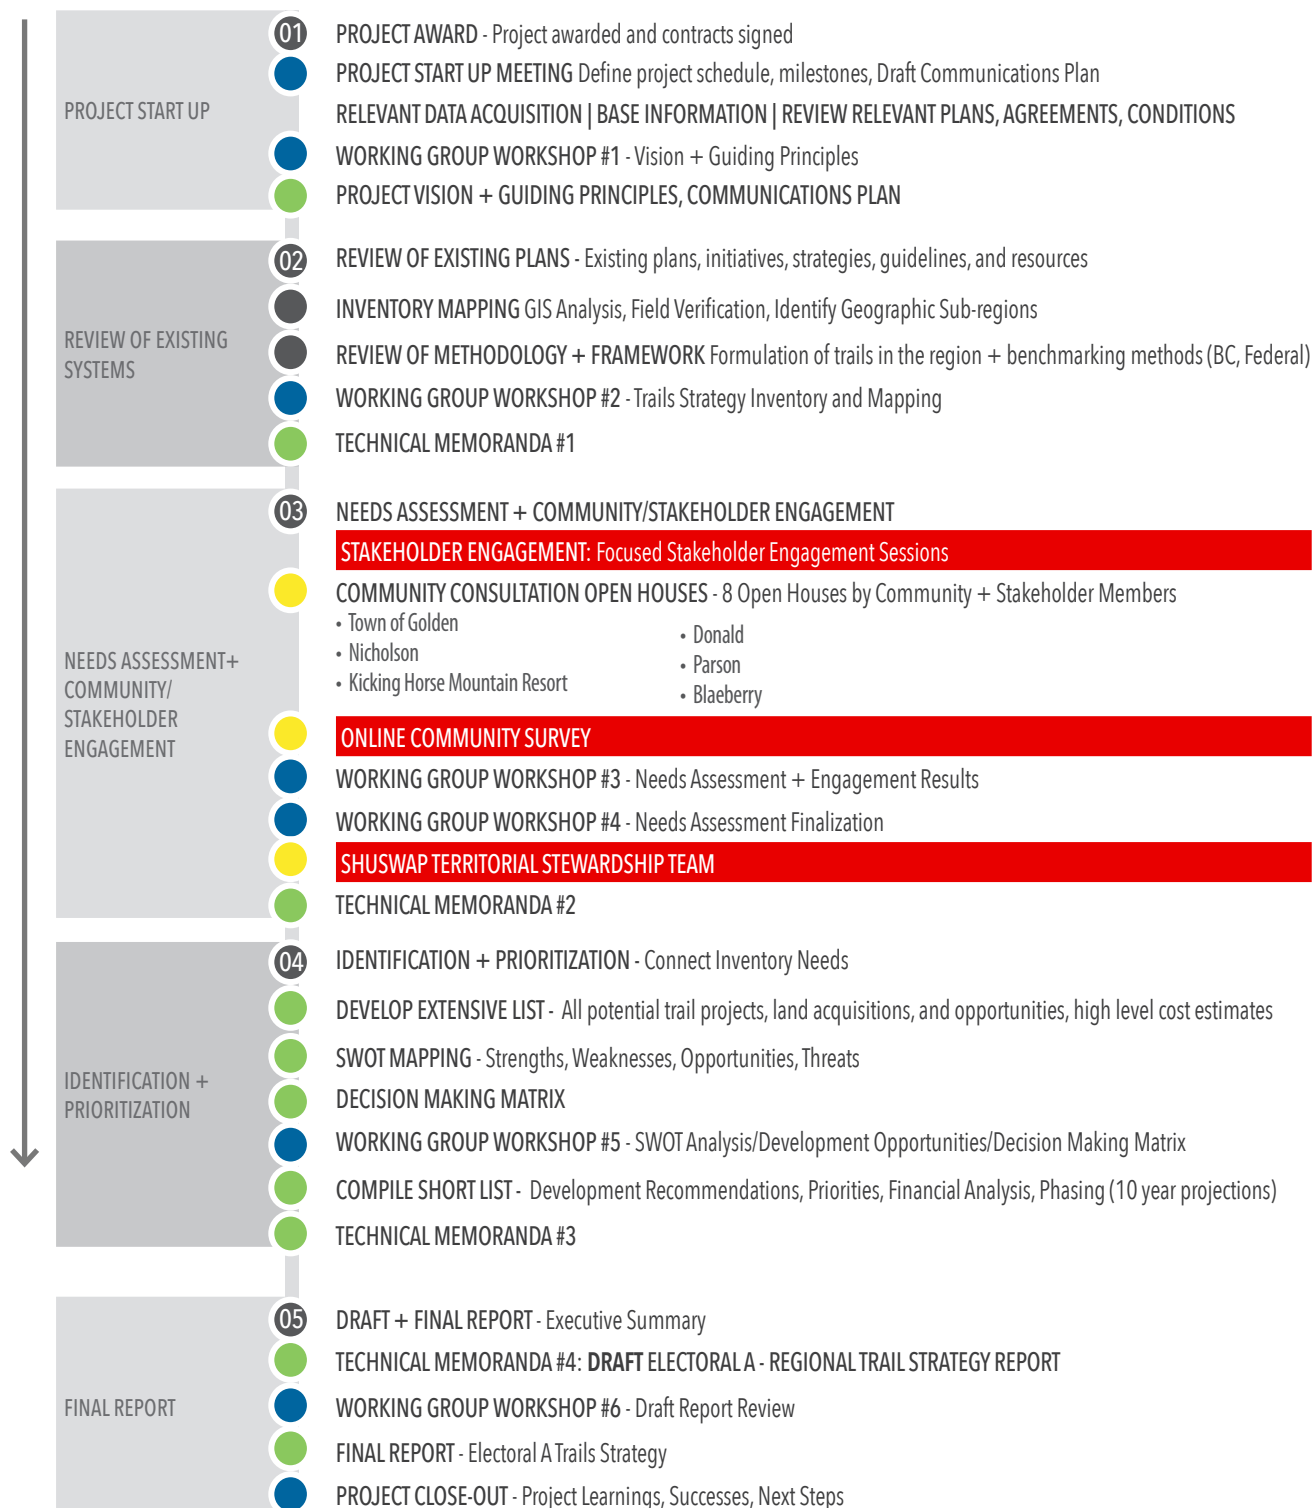 PROJECT START UP
01 PROJECT AWARD - Project awarded and contracts signed
PROJECT START UP MEETING Define project schedule, milestones, Draft Communications Plan
RELEVANT DATA ACQUISITION | BASE INFORMATION | REVIEW RELEVANT PLANS, AGREEMENTS, CONDITIONS
WORKING GROUP WORKSHOP #1 - Vision + Guiding Principles
PROJECT VISION + GUIDING PRINCIPLES, COMMUNICATIONS PLAN
REVIEW OF EXISTING
SYSTEMS
02 REVIEW OF EXISTING PLANS - Existing plans, initiatives, strategies, guidelines, and resources
INVENTORY MAPPING GIS Analysis, Field Verification, Identify Geographic Sub-regions
REVIEW OF METHODOLOGY + FRAMEWORK Formulation of trails in the region + benchmarking methods (BC, Federal)
WORKING GROUP WORKSHOP #2 - Trails Strategy Inventory and Mapping
TECHNICAL MEMORANDA #1
NEEDS ASSESSMENT+
COMMUNITY/
STAKEHOLDER
ENGAGEMENT
03 NEEDS ASSESSMENT + COMMUNITY/STAKEHOLDER ENGAGEMENT
STAKEHOLDER ENGAGEMENT: Focused Stakeholder Engagement Sessions
COMMUNITY CONSULTATION OPEN HOUSES - 8 Open Houses by Community + Stakeholder Members
• Town of Golden
• Nicholson
• Kicking Horse Mountain Resort
• Donald
• Parson
• Blaeberry
ONLINE COMMUNITY SURVEY
WORKING GROUP WORKSHOP #3 - Needs Assessment + Engagement Results
WORKING GROUP WORKSHOP #4 - Needs Assessment Finalization
SHUSWAP TERRITORIAL STEWARDSHIP TEAM
TECHNICAL MEMORANDA #2
IDENTIFICATION +
PRIORITIZATION
04 IDENTIFICATION + PRIORITIZATION - Connect Inventory Needs
DEVELOP EXTENSIVE LIST - All potential trail projects, land acquisitions, and opportunities, high level cost estimates
SWOT MAPPING - Strengths, Weaknesses, Opportunities, Threats
DECISION MAKING MATRIX
WORKING GROUP WORKSHOP #5 - SWOT Analysis/Development Opportunities/Decision Making Matrix
COMPILE SHORT LIST - Development Recommendations, Priorities, Financial Analysis, Phasing (10 year projections)
TECHNICAL MEMORANDA #3
FINAL REPORT
05 DRAFT + FINAL REPORT - Executive Summary
TECHNICAL MEMORANDA #4: DRAFT ELECTORAL A - REGIONAL TRAIL STRATEGY REPORT
WORKING GROUP WORKSHOP #6 - Draft Report Review
FINAL REPORT - Electoral A Trails Strategy
PROJECT CLOSE-OUT - Project Learnings, Successes, Next Steps